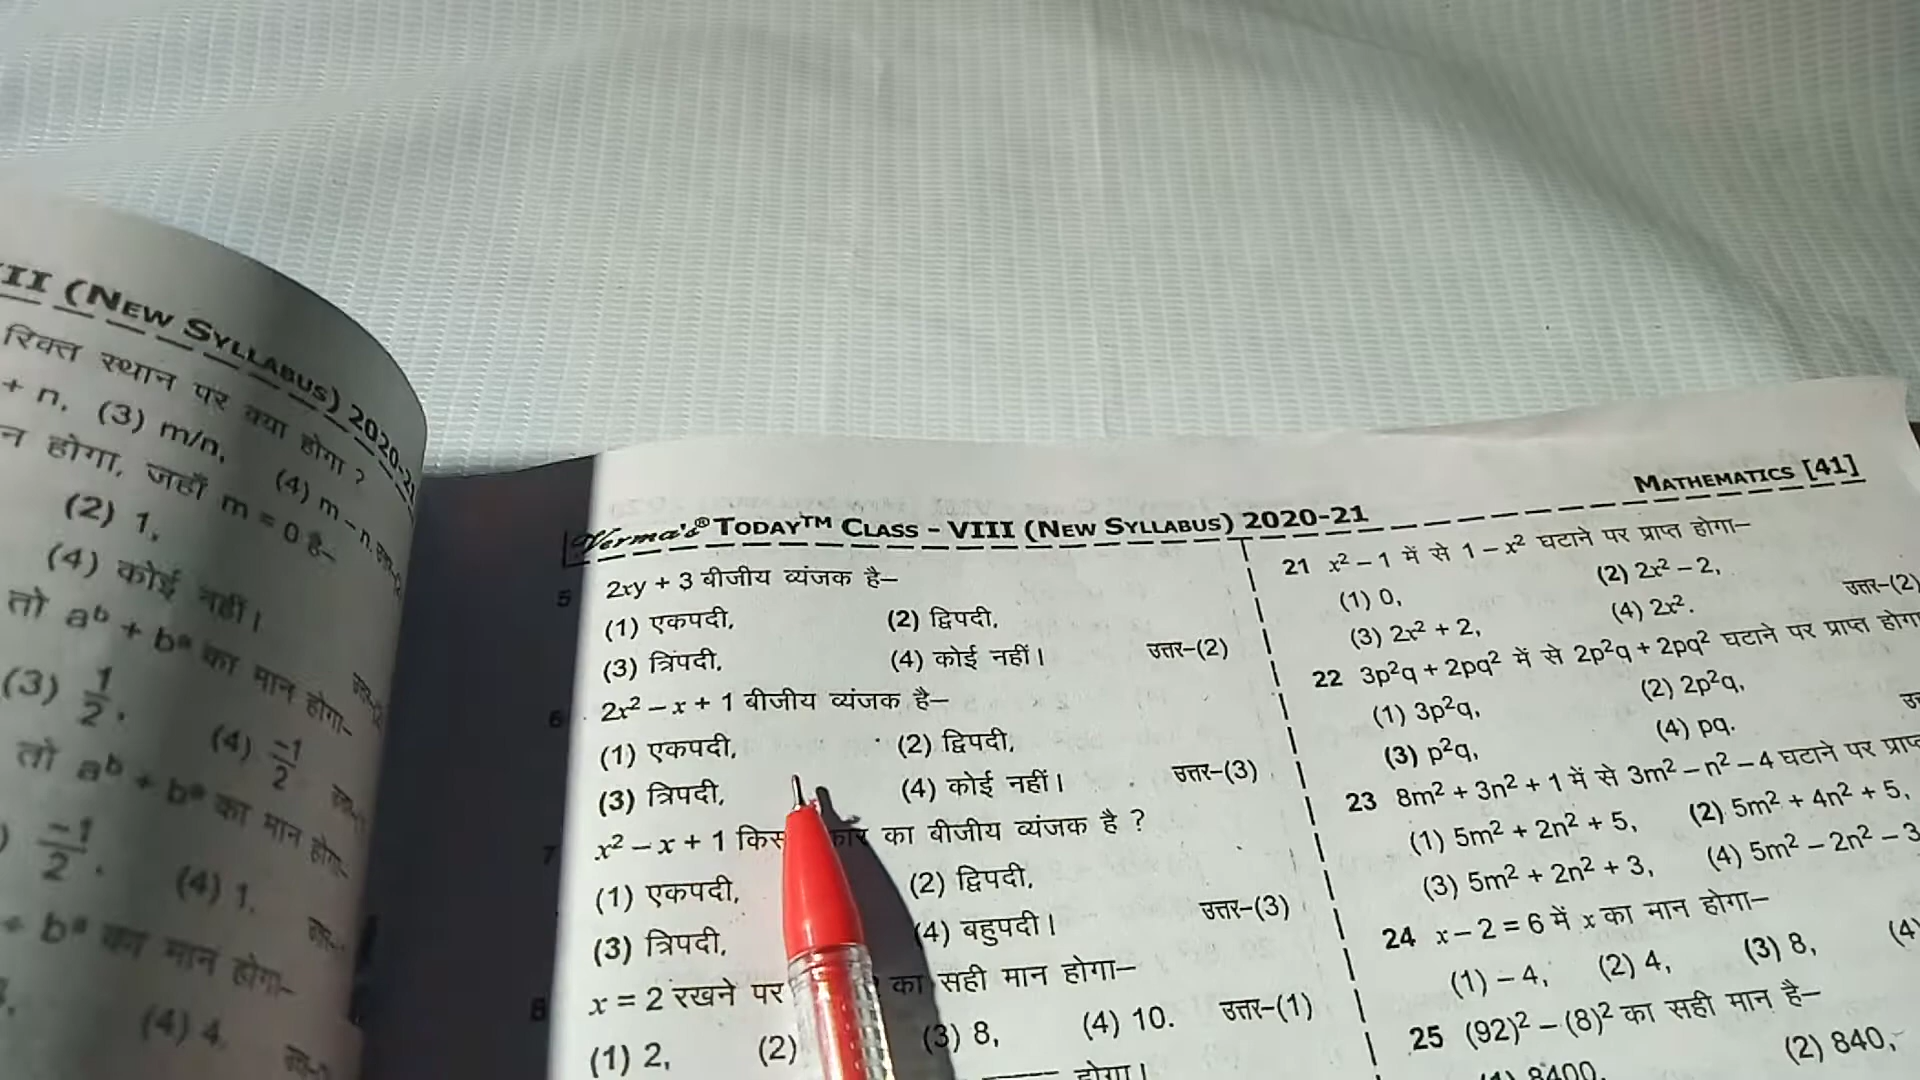 II (NEW SYLLABUS) 2020-21
रिक्त स्थान पर क्या होगा ?
+ n, (3) m/n, (4) m – n.
न होगा, जहाँ m = 0 है–
(2) 1,
(4) कोई नहीं।
तो a^b + b^a का मान होगा–
(3) 1/2, (4) –1/2
तो a^b + b^a का मान होगा–
–1/2. (4) 1.
+ b^a का मान होगा–
(4) 4.
Verma's® TODAY™ CLASS – VIII (NEW SYLLABUS) 2020-21
MATHEMATICS [41]
5 2xy + 3 बीजीय व्यंजक है–
(1) एकपदी, (2) द्विपदी,
(3) त्रिपदी, (4) कोई नहीं। उत्तर–(2)
6. 2x² – x + 1 बीजीय व्यंजक है–
(1) एकपदी, (2) द्विपदी,
(3) त्रिपदी, (4) कोई नहीं। उत्तर–(3)
7 x² – x + 1 किस का बीजीय व्यंजक है ?
(1) एकपदी, (2) द्विपदी,
(3) त्रिपदी, (4) बहुपदी। उत्तर–(3)
8 x = 2 रखने पर का सही मान होगा–
(1) 2, (2) (3) 8, (4) 10. उत्तर–(1)
होगा।
21 x² – 1 में से 1 – x² घटाने पर प्राप्त होगा–
(1) 0, (2) 2x² – 2,
(3) 2x² + 2, (4) 2x². उत्तर–(2)
22 3p²q + 2pq² में से 2p²q + 2pq² घटाने पर प्राप्त होगा
(1) 3p²q, (2) 2p²q,
(3) p²q, (4) pq.
23 8m² + 3n² + 1 में से 3m² – n² – 4 घटाने पर
(1) 5m² + 2n² + 5, (2) 5m² + 4n² + 5,
(3) 5m² + 2n² + 3, (4) 5m² – 2n² – 3
24 x – 2 = 6 में x का मान होगा–
(1) – 4, (2) 4, (3) 8, (4)
25 (92)² – (8)² का सही मान है–
(1) 8400, (2) 840,